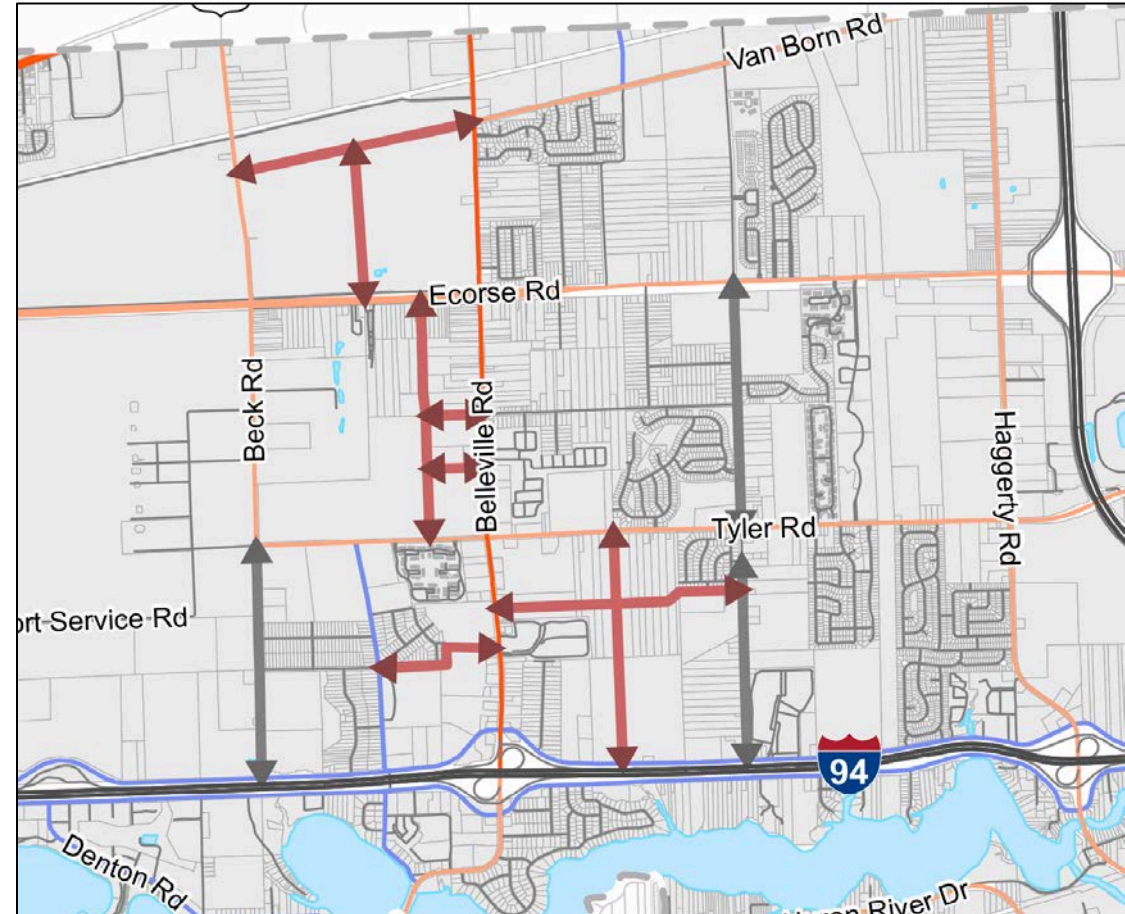 Van Born Rd
Ecorse Rd
Beck Rd
Belleville Rd
Haggerty Rd
Tyler Rd
ort Service Rd
94
Denton Rd
River Dr